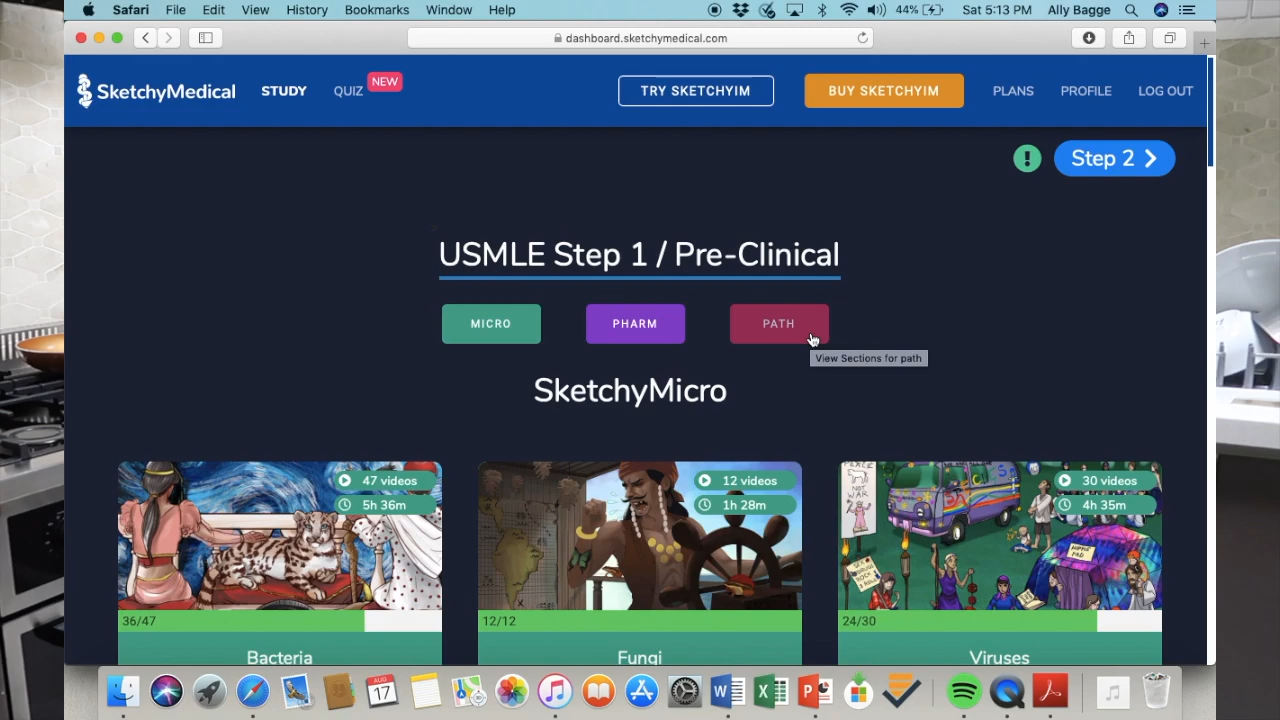 Safari File Edit View History Bookmarks Window Help 44% Sat 5:13 PM Ally Bagge
dashboard.sketchymedical.com
SketchyMedical STUDY QUIZ NEW TRY SKETCHYIM BUY SKETCHYIM PLANS PROFILE LOG OUT
! Step 2
USMLE Step 1 / Pre-Clinical
MICRO PHARM PATH
View Sections for path
SketchyMicro
47 videos 12 videos 30 videos
5h 36m 1h 28m 4h 35m
36/47 12/12 24/30
Bacteria Fungi Viruses
AUG
17